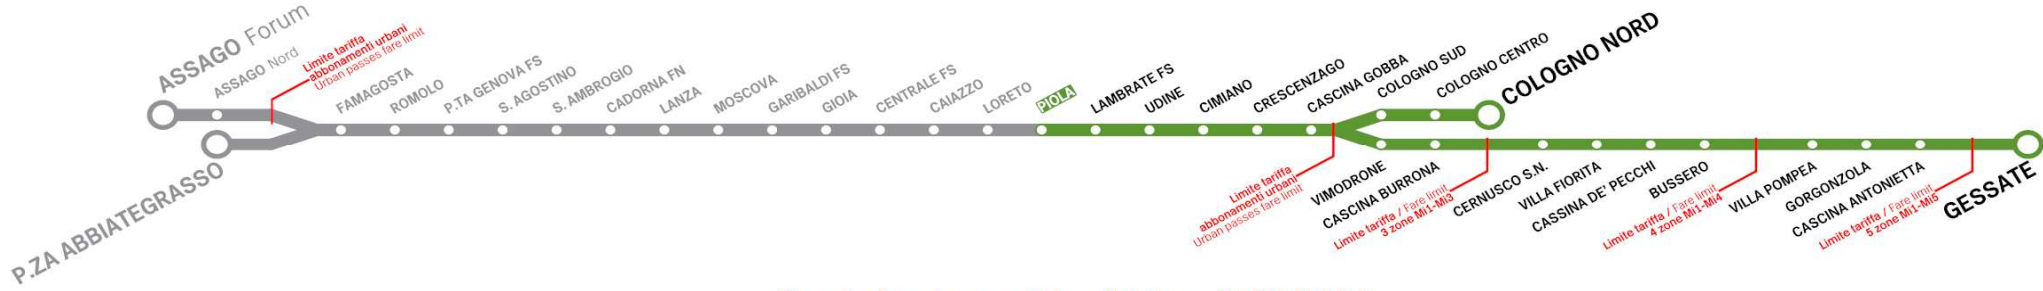 ASSAGO Forum
ASSAGO Nord
Limite tariffa
abbonamenti urbani
Urban passes fare limit
P.ZA ABBIATEGRASSO
FAMAGOSTA
ROMOLO
P.TA GENOVA FS
S. AGOSTINO
S. AMBROGIO
CADORNA FN
LANZA
MOSCOVA
GARIBALDI FS
GIOIA
CENTRALE FS
CAIAZZO
LORETO
PIOLA
LAMBRATE FS
UDINE
CIMIANO
CRESCENZAGO
CASCINA GOBBA
COLOGNO SUD
COLOGNO CENTRO
COLOGNO NORD
Limite tariffa
abbonamenti urbani
Urban passes fare limit
VIMODRONE
CASCINA BURRONA
Limite tariffa / Fare limit
3 zone Mi1-Mi3
CERNUSCO S.N.
VILLA FIORITA
CASSINA DE' PECCHI
BUSSERO
Limite tariffa / Fare limit
4 zone Mi1-Mi4
VILLA POMPEA
GORGONZOLA
CASCINA ANTONIETTA
Limite tariffa / Fare limit
5 zone Mi1-Mi5
GESSATE